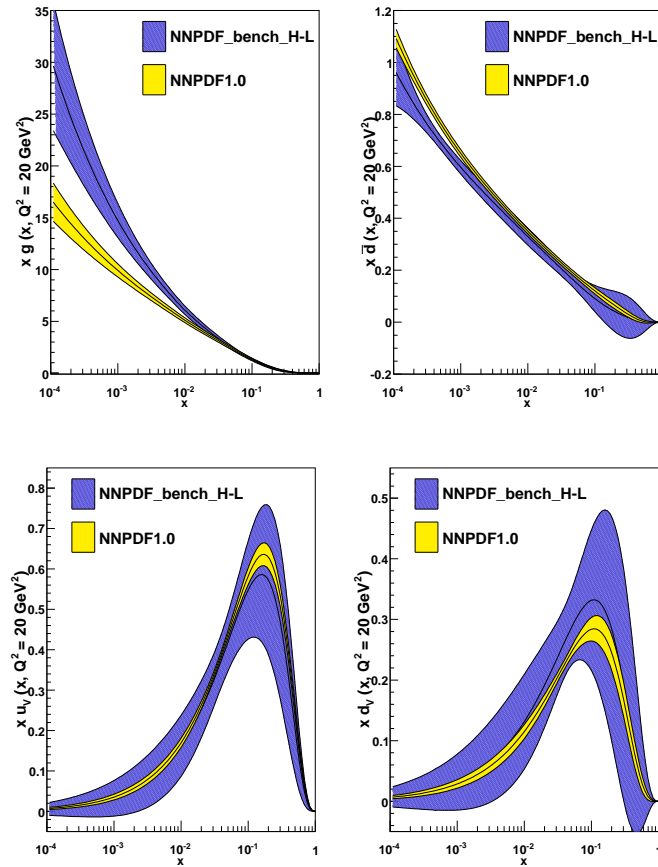 x g (x, Q² = 20 GeV²)
35
30
25
20
15
10
5
0
NNPDF_bench_H-L
NNPDF1.0
10⁻⁴ 10⁻³ 10⁻² 10⁻¹ 1
x
x d̅ (x, Q² = 20 GeV²)
1.2
1
0.8
0.6
0.4
0.2
0
-0.2
NNPDF_bench_H-L
NNPDF1.0
10⁻⁴ 10⁻³ 10⁻² 10⁻¹ 1
x
x u_V (x, Q² = 20 GeV²)
0.8
0.7
0.6
0.5
0.4
0.3
0.2
0.1
0
NNPDF_bench_H-L
NNPDF1.0
10⁻⁴ 10⁻³ 10⁻² 10⁻¹ 1
x
x d_V (x, Q² = 20 GeV²)
0.5
0.4
0.3
0.2
0.1
0
NNPDF_bench_H-L
NNPDF1.0
10⁻⁴ 10⁻³ 10⁻² 10⁻¹ 1
x